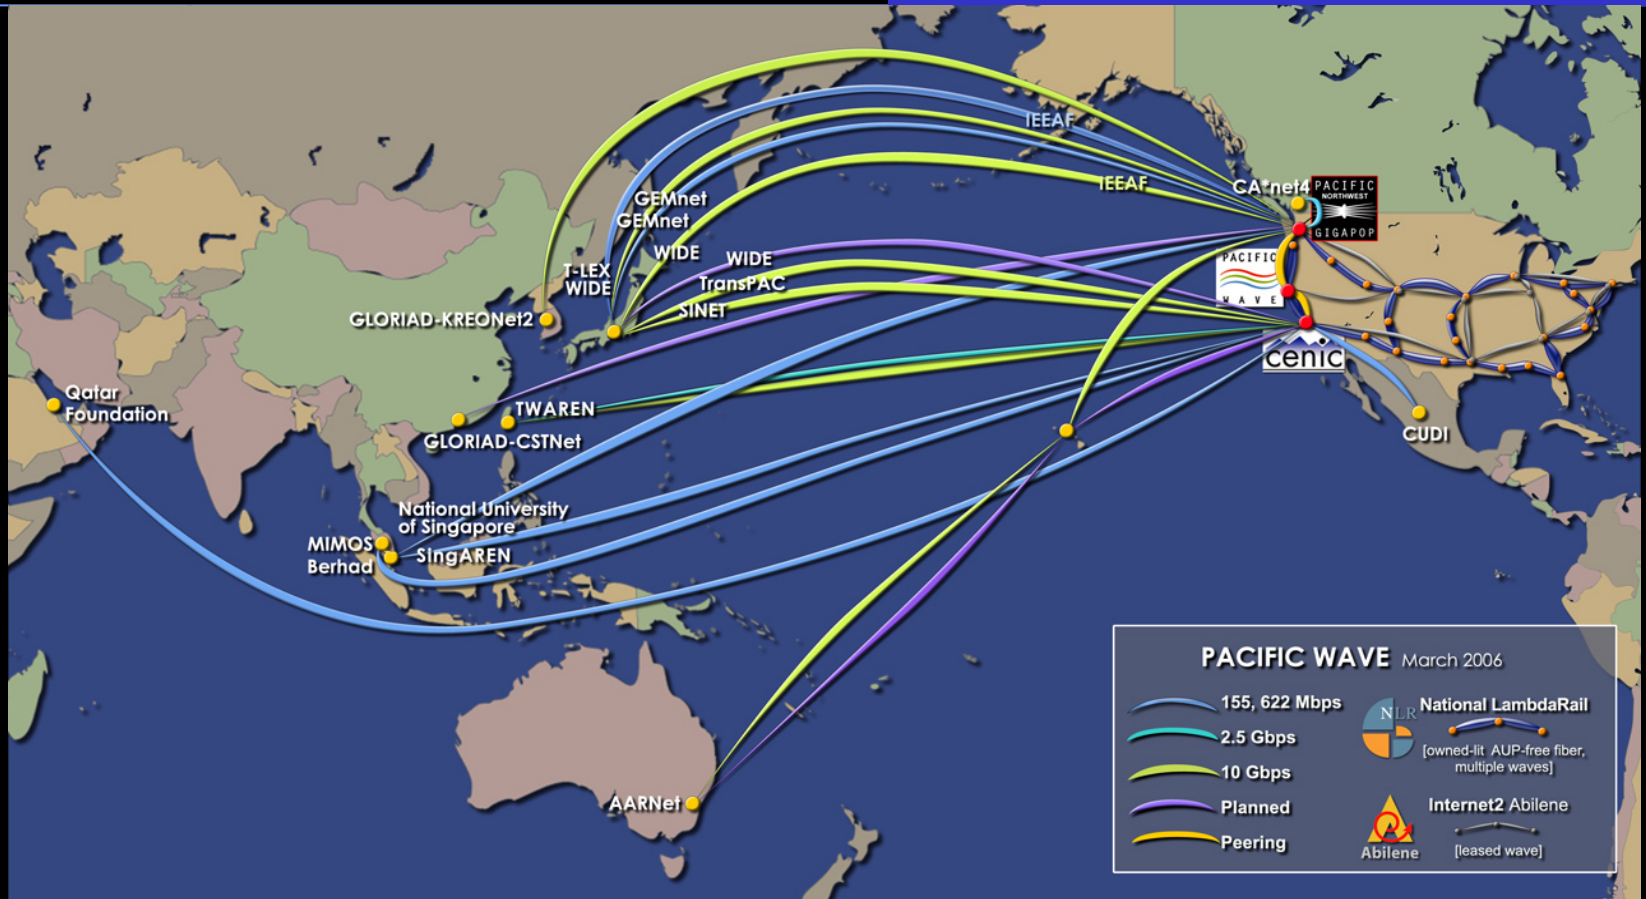 IEEAF
IEEAF
CA*net4
PACIFIC
NORTHWEST
GIGAPOP
GEMnet
GEMnet
WIDE
WIDE
T-LEX
WIDE
TransPAC
SINET
PACIFIC
WAVE
GLORIAD-KREONet2
cenic
Qatar
Foundation
TWAREN
GLORIAD-CSTNet
CUDI
National University
of Singapore
MIMOS
Berhad
SingAREN
AARNet
PACIFIC WAVE March 2006
155, 622 Mbps
2.5 Gbps
10 Gbps
Planned
Peering
NLR
National LambdaRail
[owned-lit AUP-free fiber,
multiple waves]
Internet2 Abilene
Abilene
[leased wave]